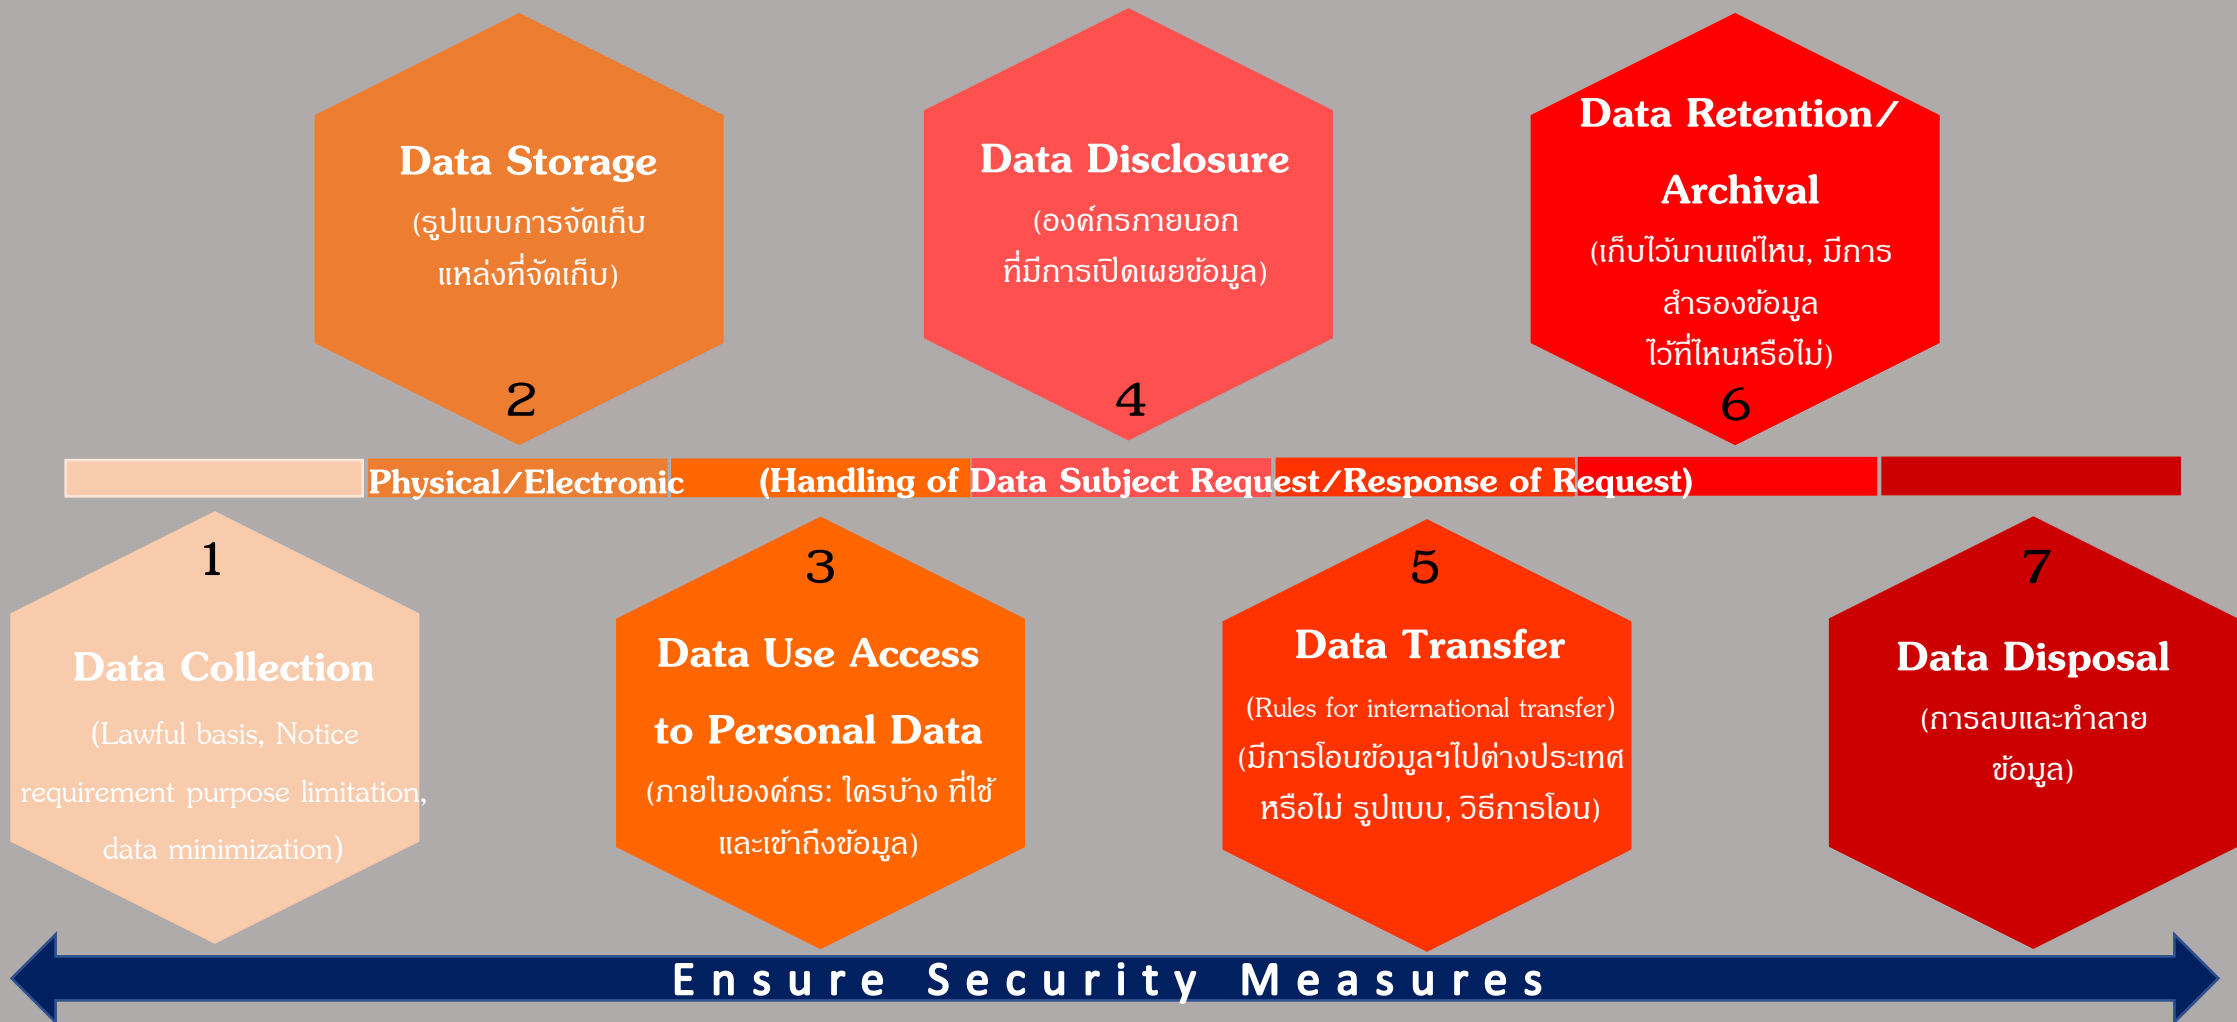 Data Storage
(รูปแบบการจัดเก็บ
แหล่งที่จัดเก็บ)
2
Data Disclosure
(องค์กรภายนอก
ที่มีการเปิดเผยข้อมูล)
4
Data Retention/
Archival
(เก็บไว้นานแค่ไหน, มีการ
สำรองข้อมูล
ไว้ที่ไหนหรือไม่)
6
Physical/Electronic
(Handling of Data Subject Request/Response of Request)
1
Data Collection
(Lawful basis, Notice
requirement purpose limitation,
data minimization)
3
Data Use Access
to Personal Data
(ภายในองค์กร: ใครบ้าง ที่ใช้
และเข้าถึงข้อมูล)
5
Data Transfer
(Rules for international transfer)
(มีการโอนข้อมูลฯไปต่างประเทศ
หรือไม่ รูปแบบ, วิธีการโอน)
7
Data Disposal
(การลบและทำลาย
ข้อมูล)
Ensure Security Measures